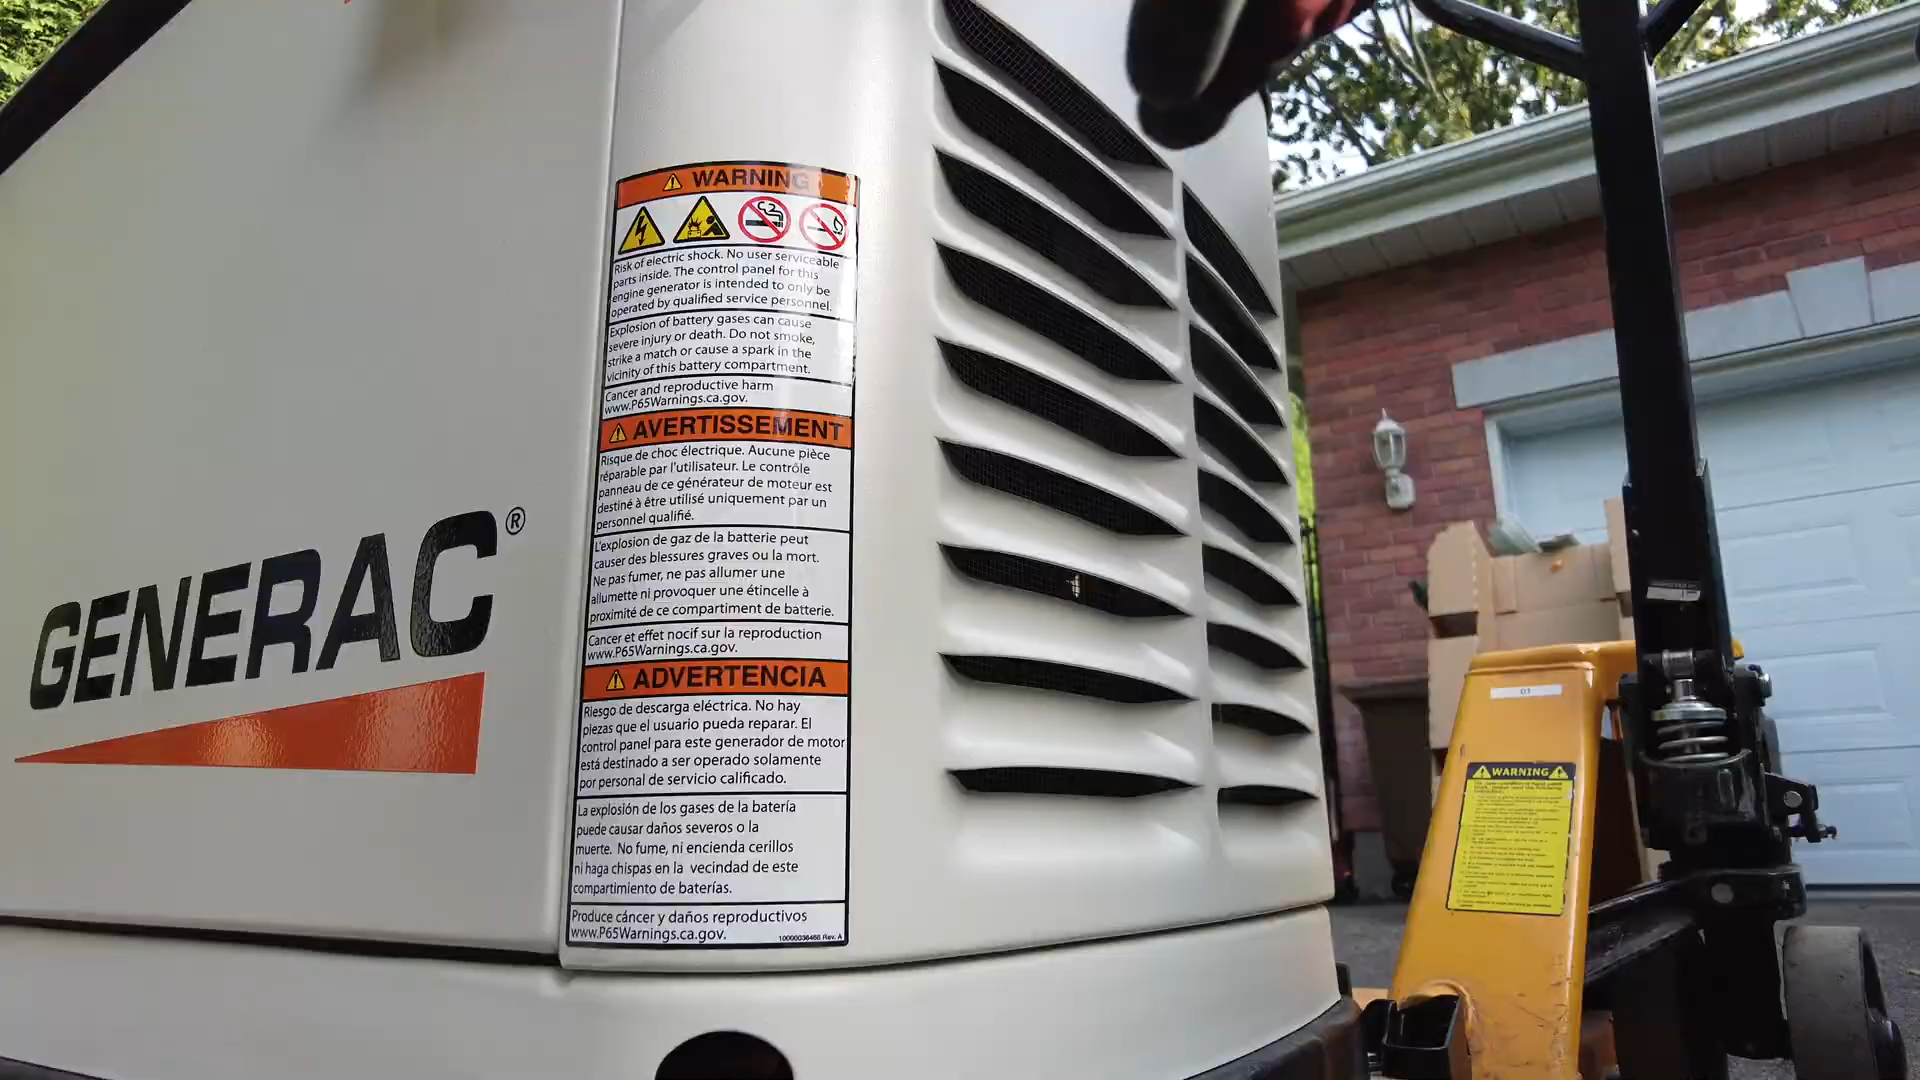 GENERAC®
WARNING
Risk of electric shock. No user serviceable
parts inside. The control panel for this
engine generator is intended to only be
operated by qualified service personnel.
Explosion of battery gases can cause
severe injury or death. Do not smoke,
strike a match or cause a spark in the
vicinity of this battery compartment.
Cancer and reproductive harm
www.P65Warnings.ca.gov.
AVERTISSEMENT
Risque de choc électrique. Aucune pièce
réparable par l'utilisateur. Le contrôle
panneau de ce générateur de moteur est
destiné à être utilisé uniquement par un
personnel qualifié.
L'explosion de gaz de la batterie peut
causer des blessures graves ou la mort.
Ne pas fumer, ne pas allumer une
allumette ni provoquer une étincelle à
proximité de ce compartiment de batterie.
Cancer et effet nocif sur la reproduction
www.P65Warnings.ca.gov.
ADVERTENCIA
Riesgo de descarga eléctrica. No hay
piezas que el usuario pueda reparar. El
control panel para este generador de motor
está destinado a ser operado solamente
por personal de servicio calificado.
La explosión de los gases de la batería
puede causar daños severos o la
muerte. No fume, ni encienda cerillos
ni haga chispas en la vecindad de este
compartimiento de baterías.
Produce cáncer y daños reproductivos
www.P65Warnings.ca.gov.
10000036466 Rev. A
WARNING